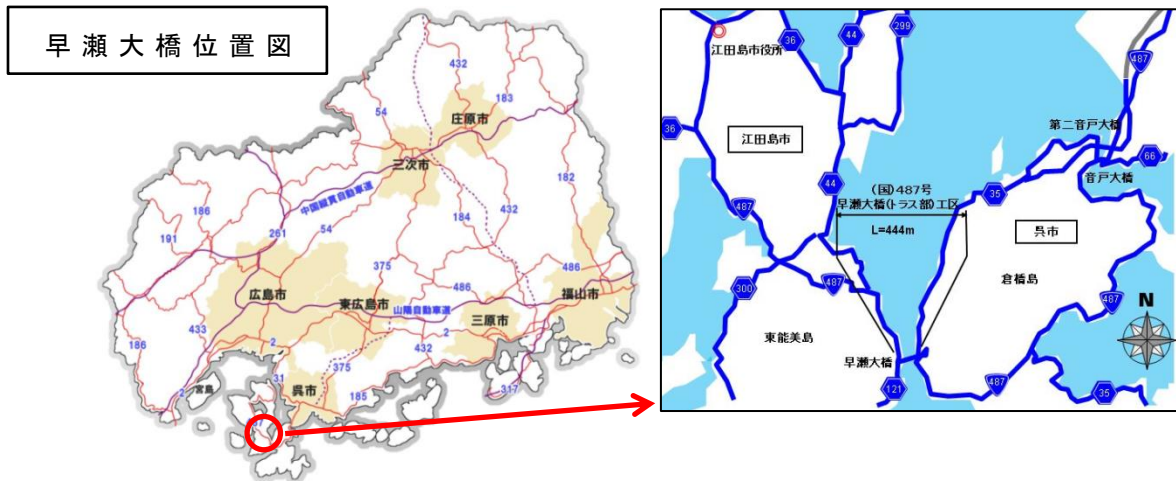 早瀬大橋位置図
432
54
183
庄原市
三次市
182
中国縦貫自動車道
186
184
432
191
261
54
375
486
広島市
486
東広島市
福山市
山陽自動車道
三原市
433
2
186
2
432
375
31
185
317
2
宮島
呉市
36
44
299
江田島市役所
487
第二音戸大橋
36
江田島市
66
音戸大橋
44
(国)487号
早瀬大橋(トラス部)工区
35
L=444m
487
呉市
倉橋島
487
300
487
N
東能美島
早瀬大橋
121
487
35